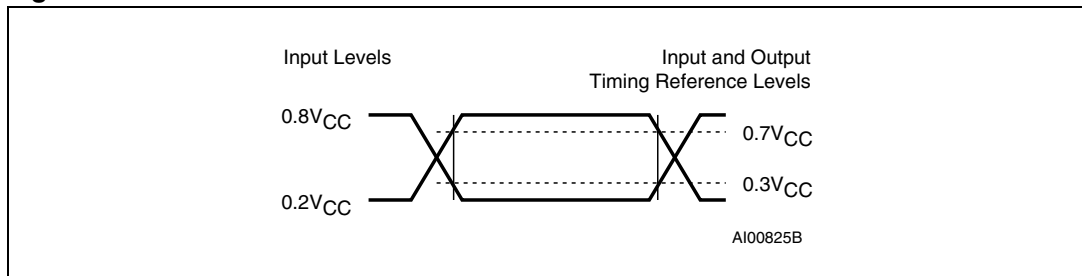 Input Levels
Input and Output
Timing Reference Levels
0.8VCC
0.7VCC
0.3VCC
0.2VCC
AI00825B